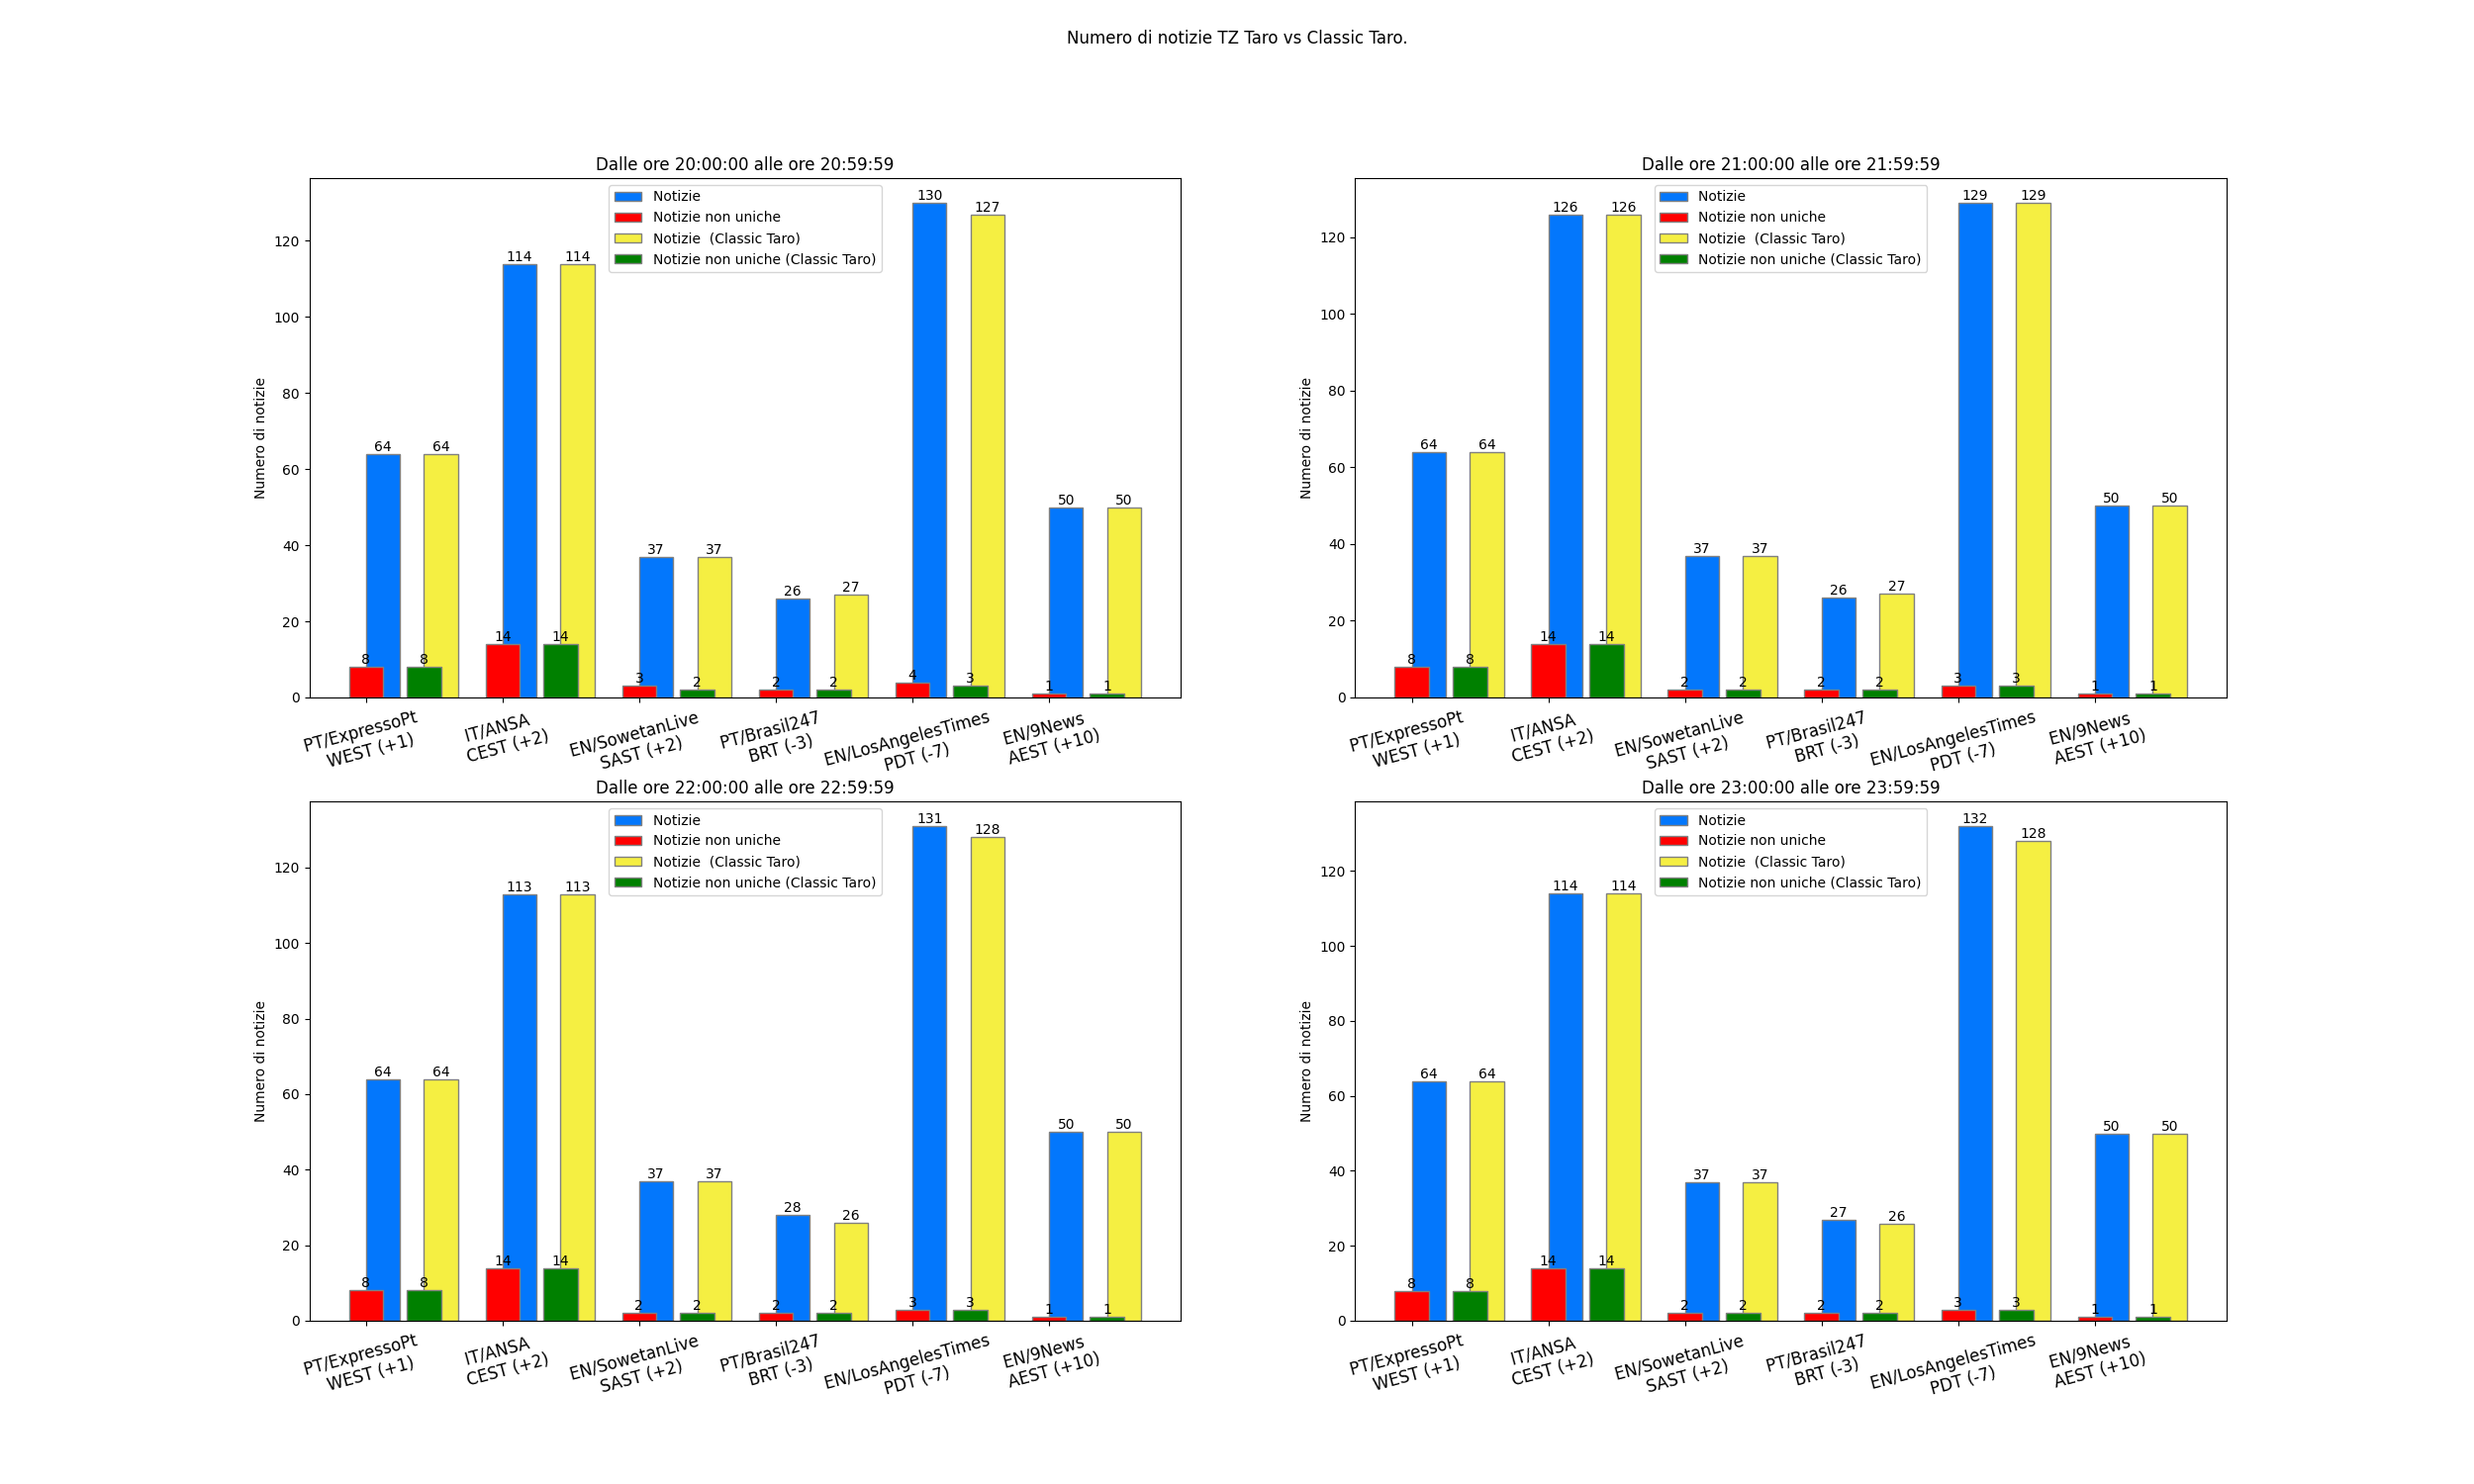 Numero di notizie TZ Taro vs Classic Taro.
Dalle ore 20:00:00 alle ore 20:59:59
Notizie
Notizie non uniche
Notizie  (Classic Taro)
Notizie non uniche (Classic Taro)
Numero di notizie
120
100
80
60
40
20
0
64 64 114 114 37 37 26 27 130 127 50 50
8 8 14 14 3 2 2 2 4 3 1 1
PT/ExpressoPt
WEST (+1)
IT/ANSA
CEST (+2)
EN/SowetanLive
SAST (+2)
PT/Brasil247
BRT (-3)
EN/LosAngelesTimes
PDT (-7)
EN/9News
AEST (+10)
Dalle ore 21:00:00 alle ore 21:59:59
Notizie
Notizie non uniche
Notizie  (Classic Taro)
Notizie non uniche (Classic Taro)
Numero di notizie
120
100
80
60
40
20
0
64 64 126 126 37 37 26 27 129 129 50 50
8 8 14 14 2 2 2 2 3 3 1 1
PT/ExpressoPt
WEST (+1)
IT/ANSA
CEST (+2)
EN/SowetanLive
SAST (+2)
PT/Brasil247
BRT (-3)
EN/LosAngelesTimes
PDT (-7)
EN/9News
AEST (+10)
Dalle ore 22:00:00 alle ore 22:59:59
Notizie
Notizie non uniche
Notizie  (Classic Taro)
Notizie non uniche (Classic Taro)
Numero di notizie
120
100
80
60
40
20
0
64 64 113 113 37 37 28 26 131 128 50 50
8 8 14 14 2 2 2 2 3 3 1 1
PT/ExpressoPt
WEST (+1)
IT/ANSA
CEST (+2)
EN/SowetanLive
SAST (+2)
PT/Brasil247
BRT (-3)
EN/LosAngelesTimes
PDT (-7)
EN/9News
AEST (+10)
Dalle ore 23:00:00 alle ore 23:59:59
Notizie
Notizie non uniche
Notizie  (Classic Taro)
Notizie non uniche (Classic Taro)
Numero di notizie
120
100
80
60
40
20
0
64 64 114 114 37 37 27 26 132 128 50 50
8 8 14 14 2 2 2 2 3 3 1 1
PT/ExpressoPt
WEST (+1)
IT/ANSA
CEST (+2)
EN/SowetanLive
SAST (+2)
PT/Brasil247
BRT (-3)
EN/LosAngelesTimes
PDT (-7)
EN/9News
AEST (+10)